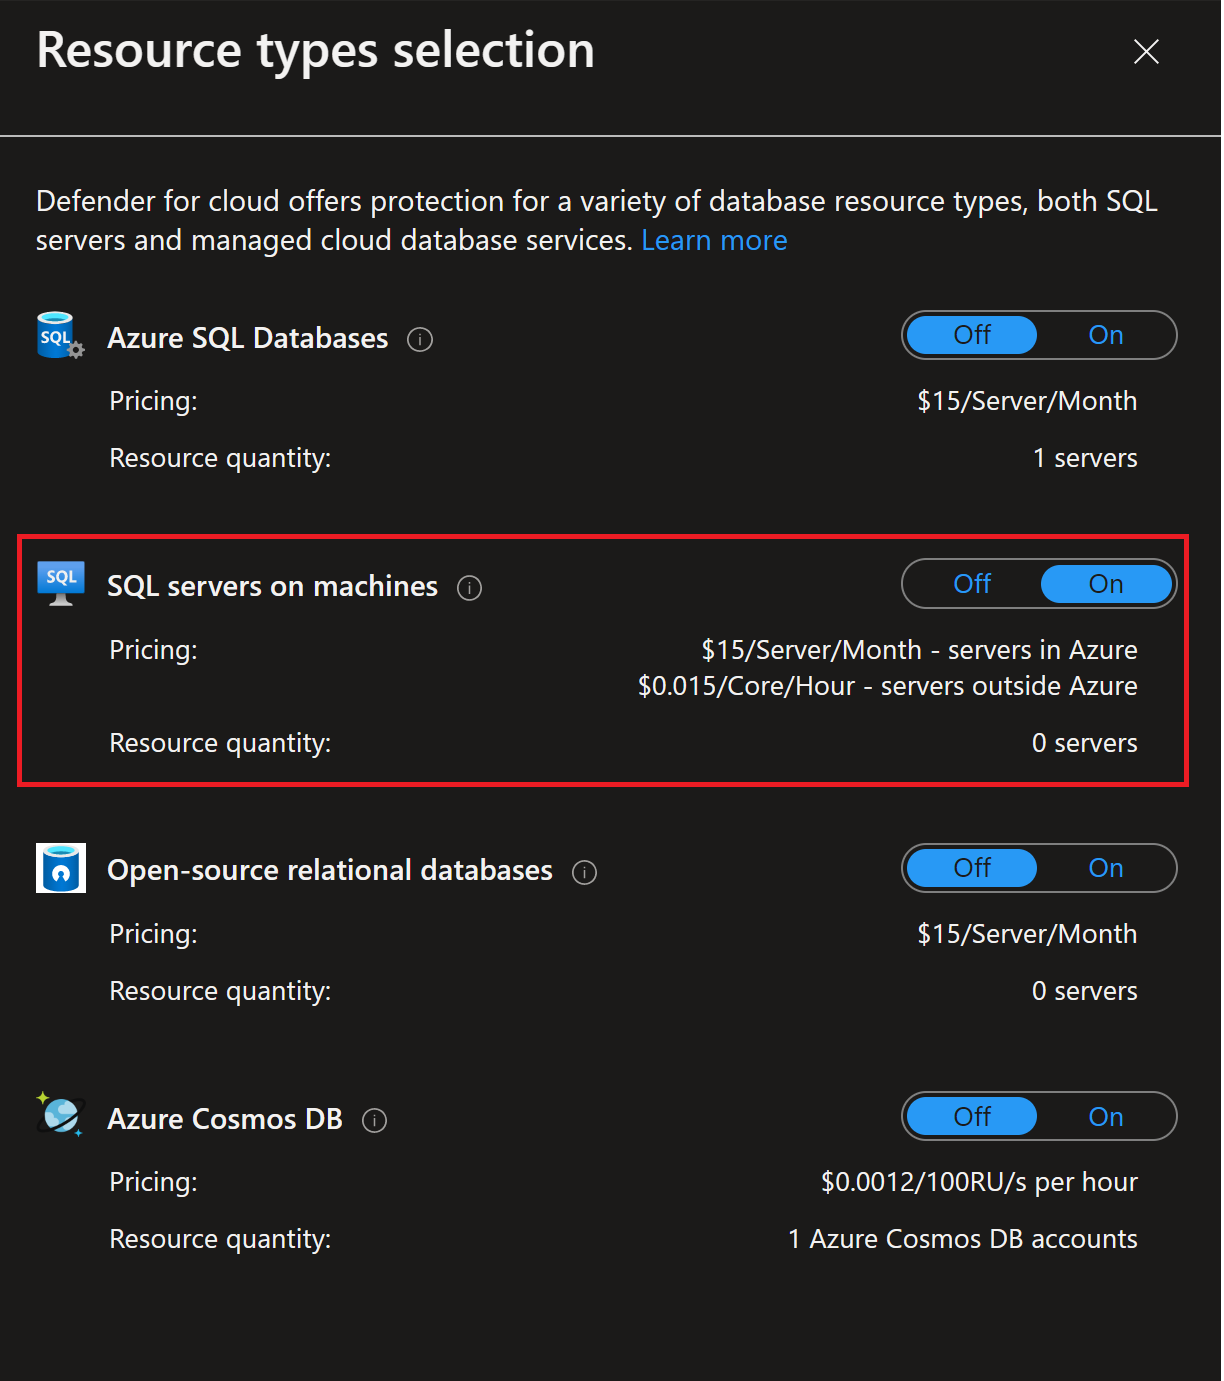 Resource types selection
Defender for cloud offers protection for a variety of database resource types, both SQL
servers and managed cloud database services. Learn more
SQL
Azure SQL Databases
Off On
Pricing:
$15/Server/Month
Resource quantity:
1 servers
SQL
SQL servers on machines
Off On
Pricing:
$15/Server/Month - servers in Azure
$0.015/Core/Hour - servers outside Azure
Resource quantity:
0 servers
Open-source relational databases
Off On
Pricing:
$15/Server/Month
Resource quantity:
0 servers
Azure Cosmos DB
Off On
Pricing:
$0.0012/100RU/s per hour
Resource quantity:
1 Azure Cosmos DB accounts